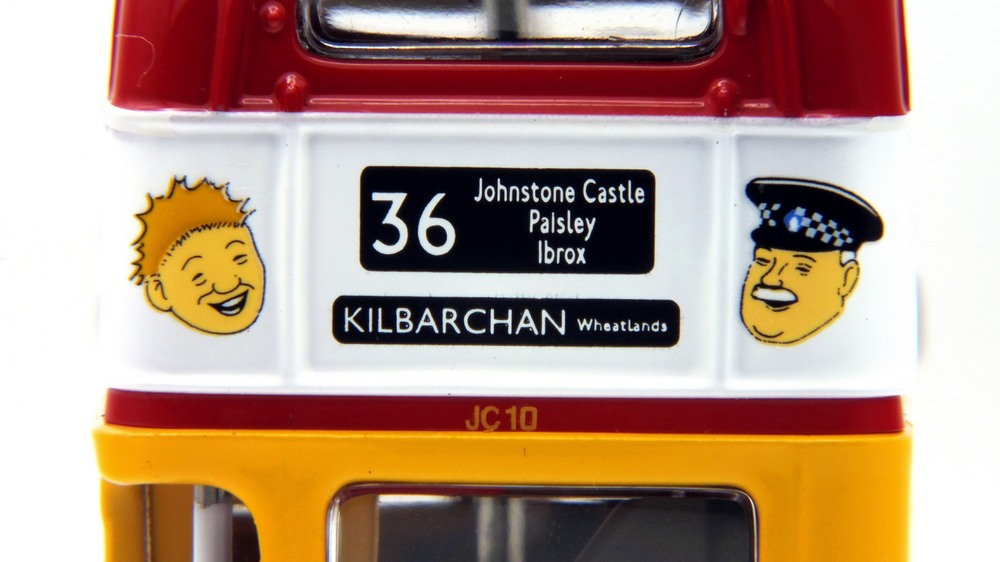 36
Johnstone Castle
Paisley
Ibrox
KILBARCHAN Wheatlands
JC10